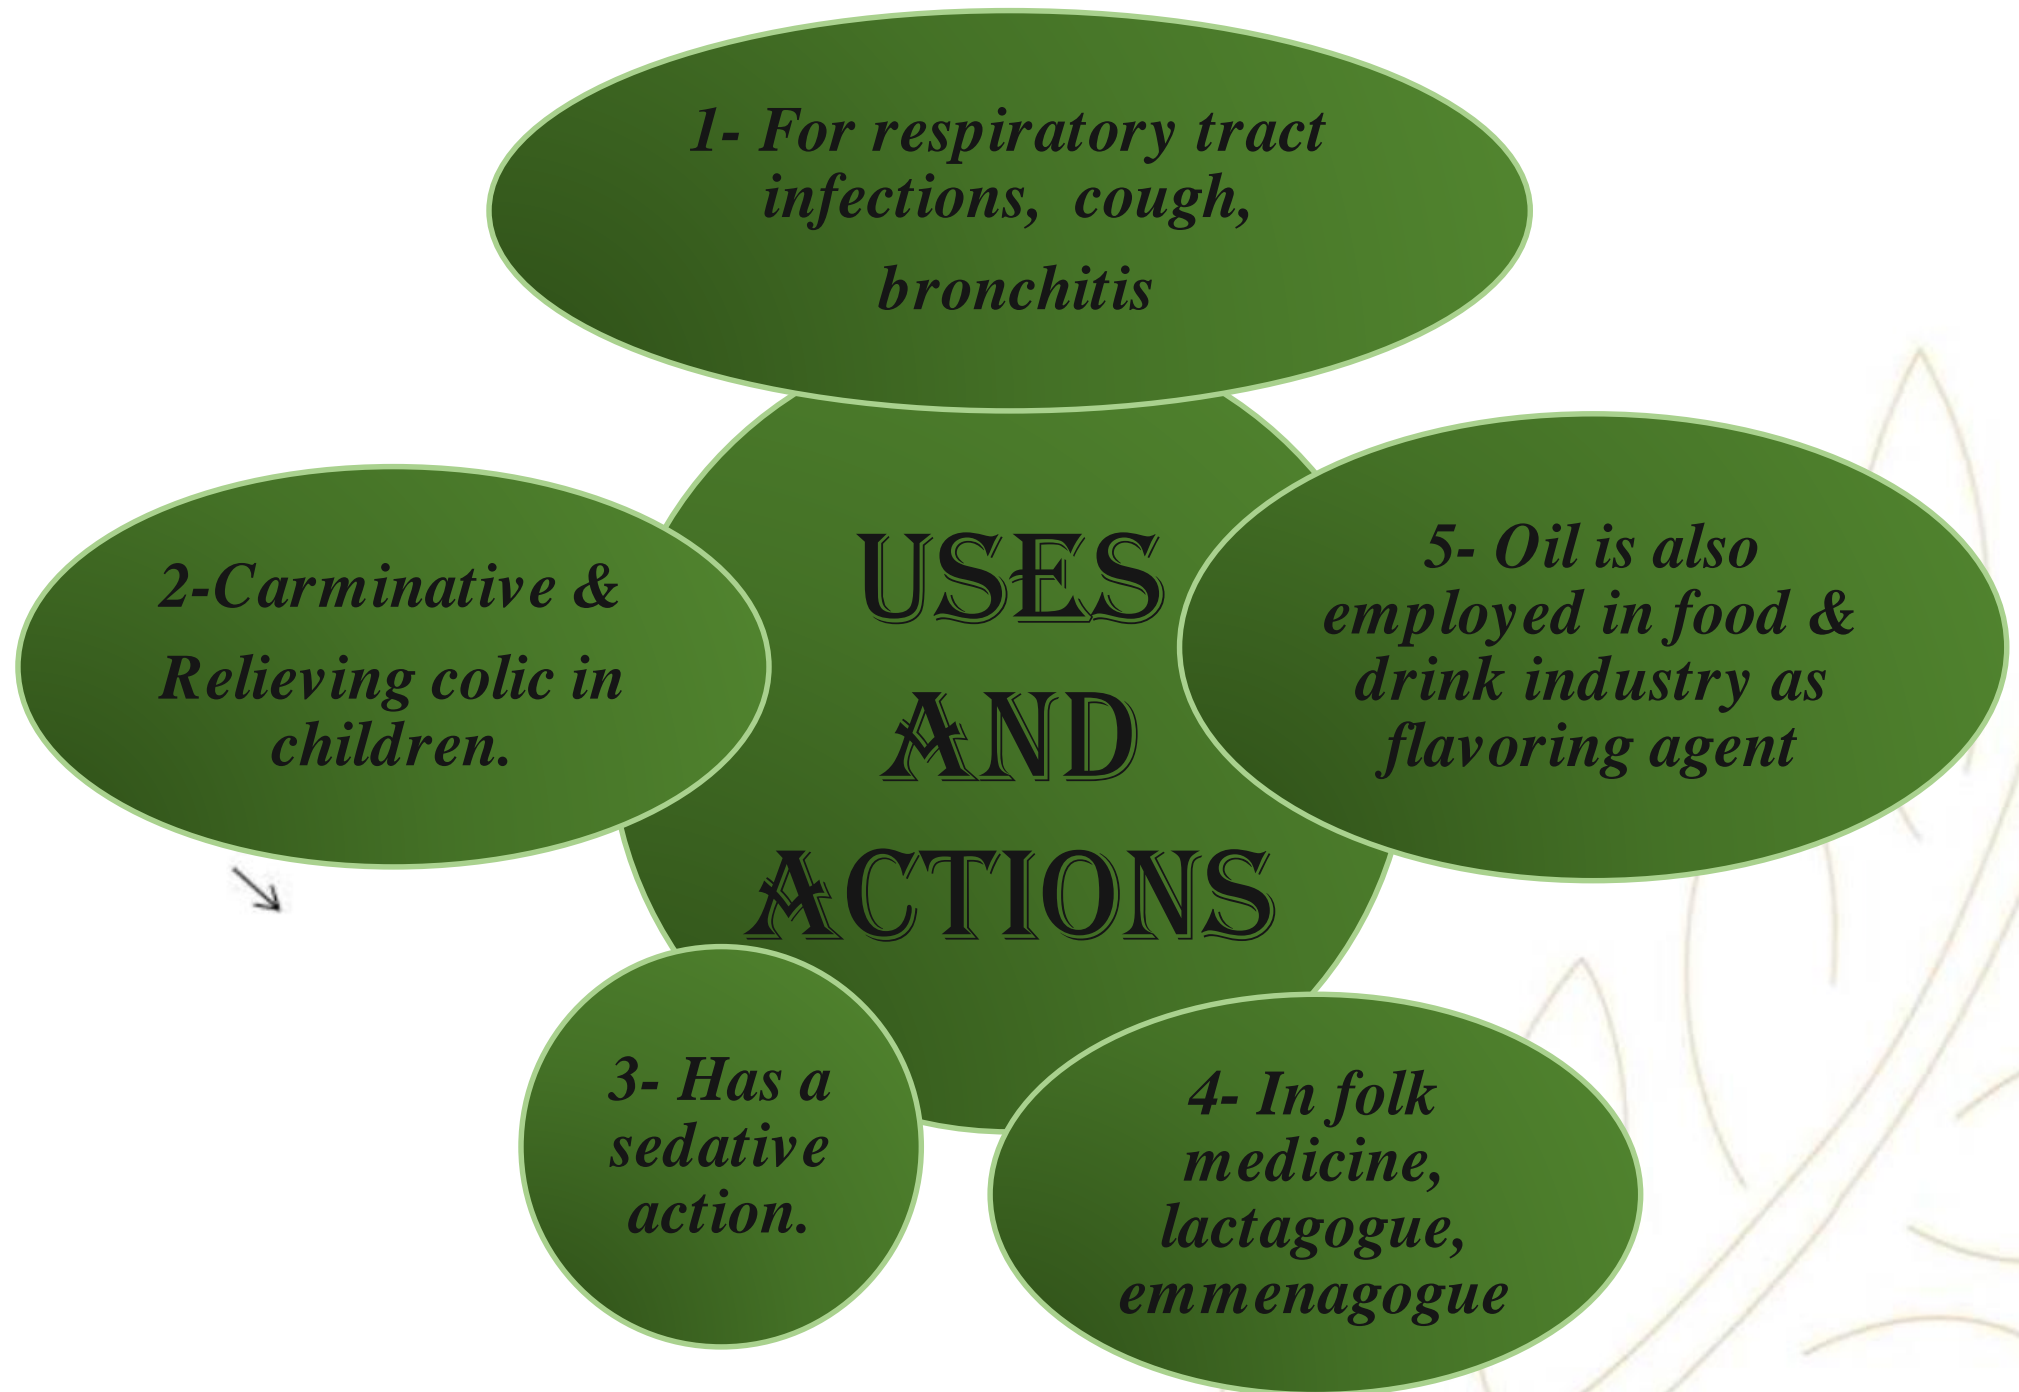 1- For respiratory tract
infections, cough,
bronchitis
2-Carminative &
Relieving colic in
children.
USES
AND
ACTIONS
5- Oil is also
employed in food &
drink industry as
flavoring agent
3- Has a
sedative
action.
4- In folk
medicine,
lactagogue,
emmenagogue